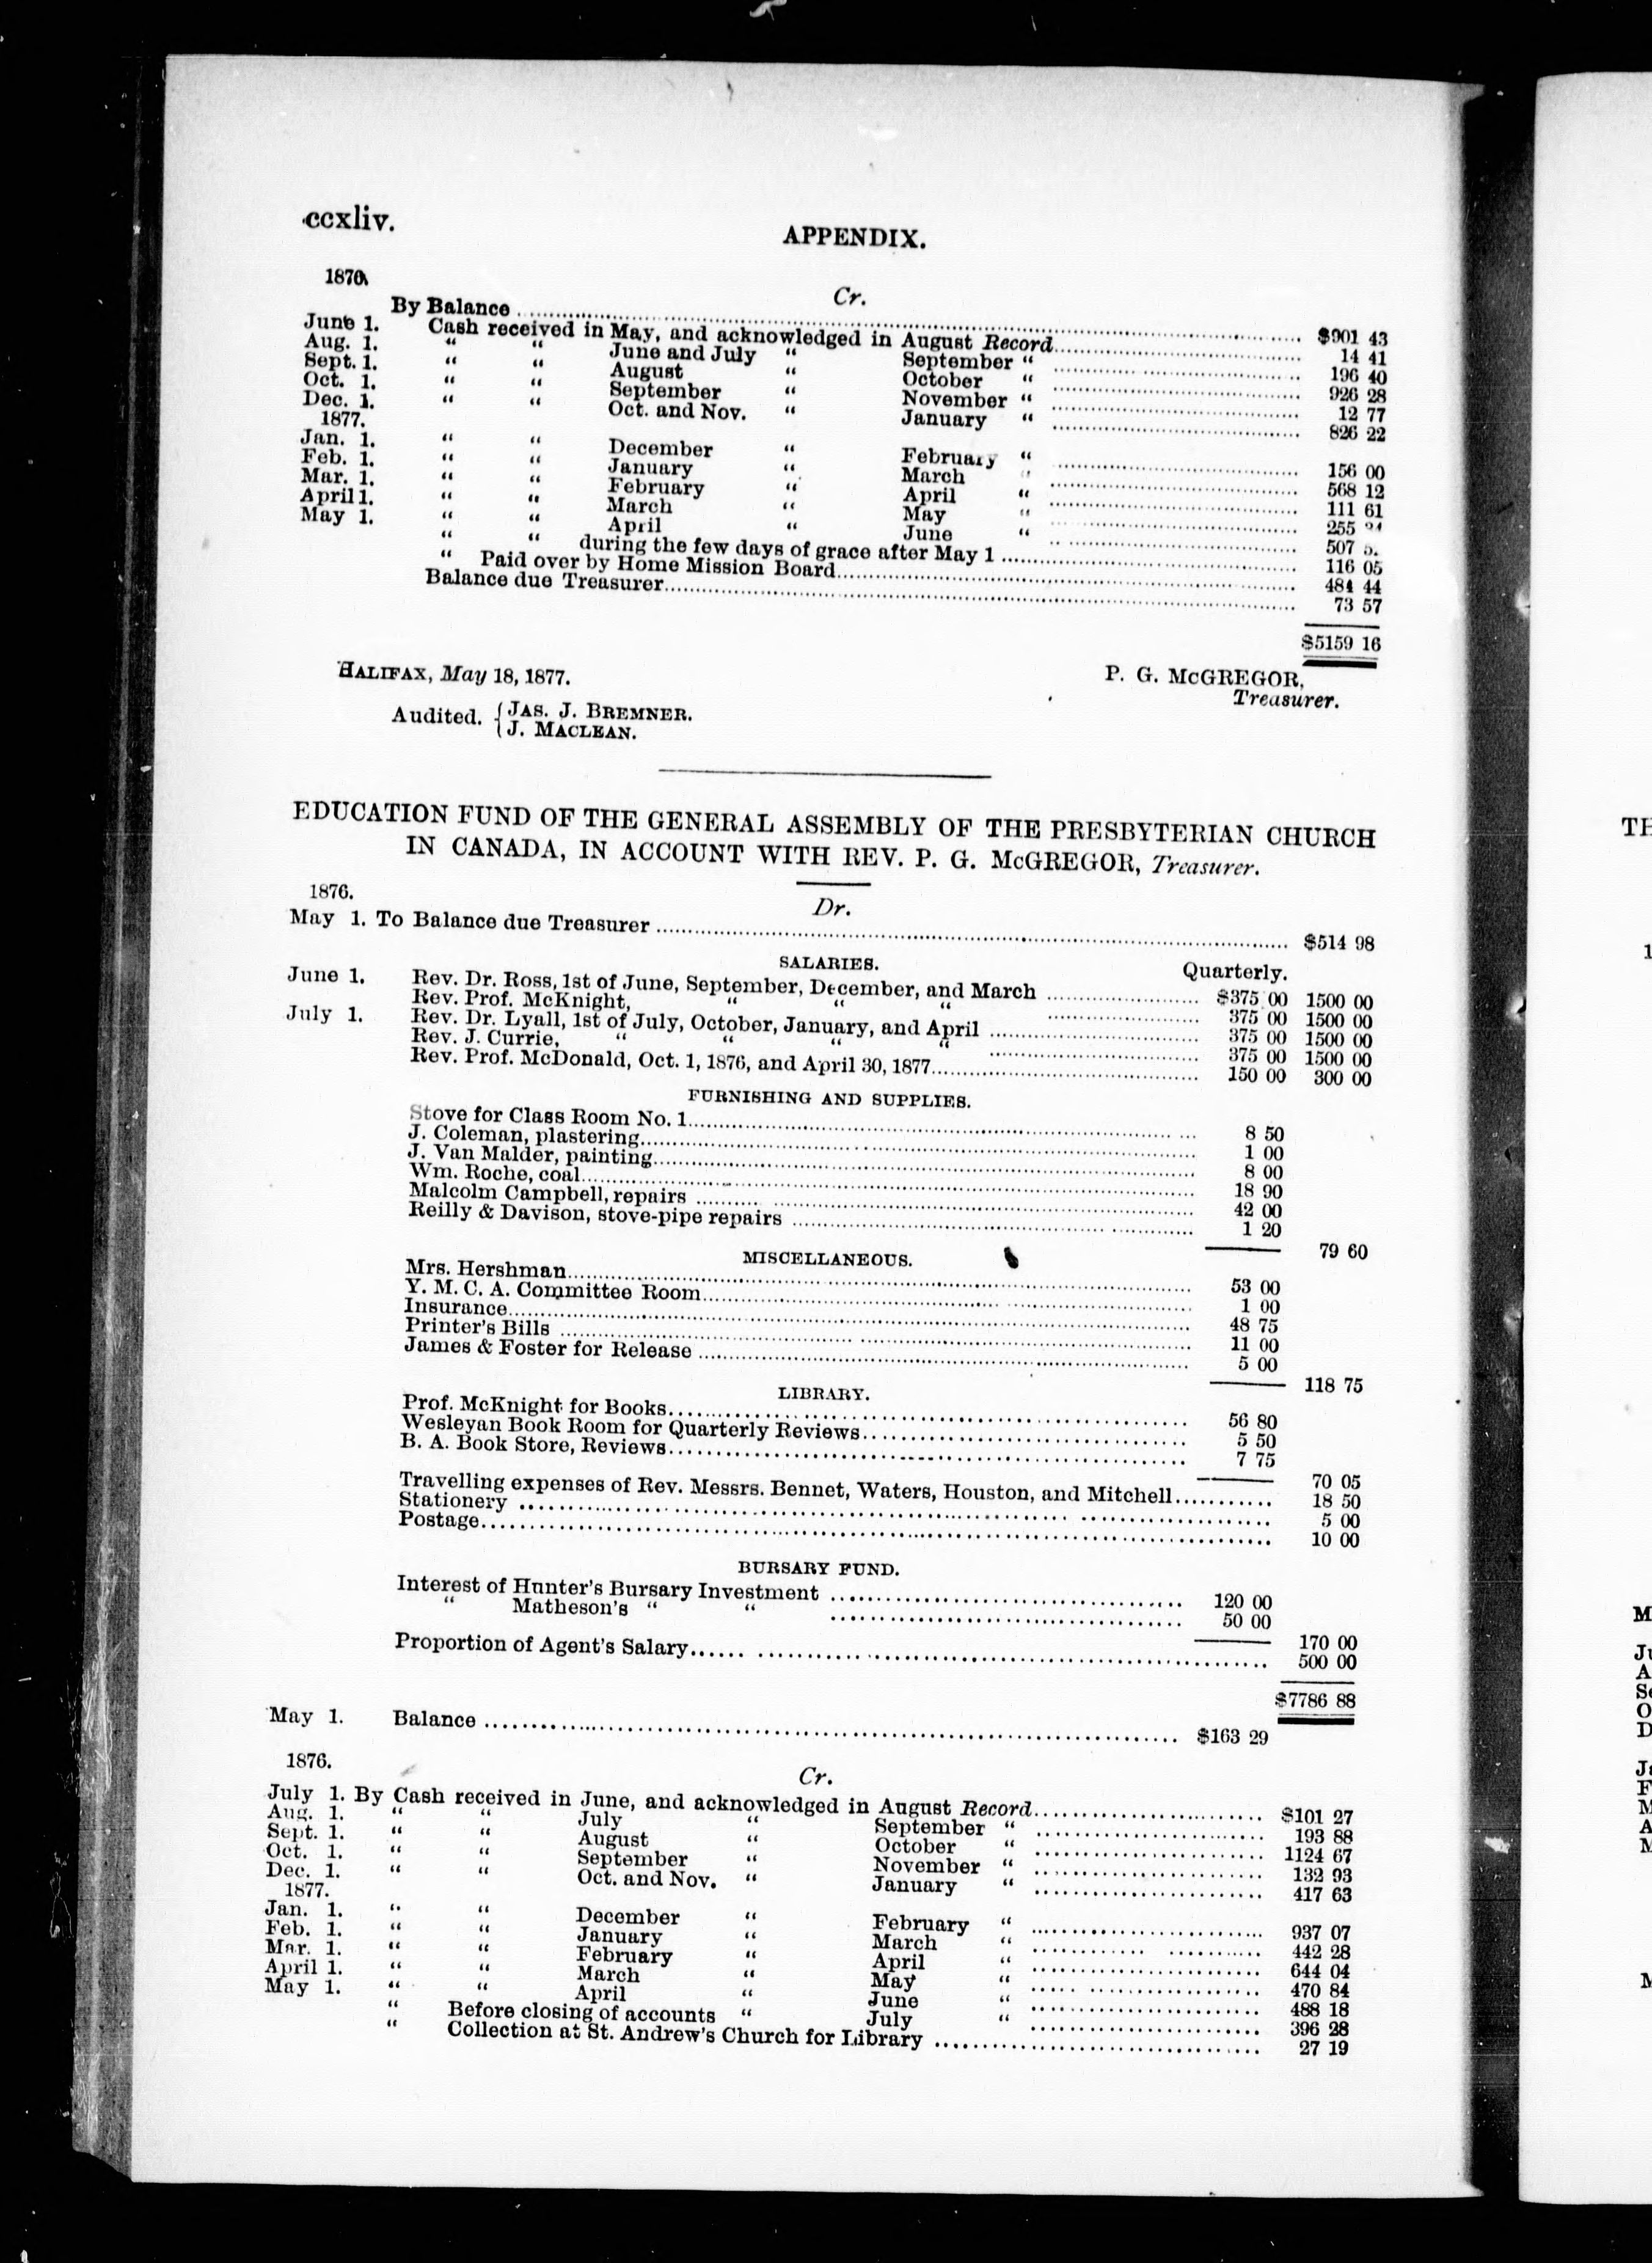 ccxliv.
APPENDIX.
1876
Cr.
By Balance ........ $901 43
June 1. Cash received in May, and acknowledged in August Record........ 14 41
Aug. 1. “ “ June and July “ September “ ........ 196 40
Sept. 1. “ “ August “ October “ ........ 926 28
Oct. 1. “ “ September “ November “ ........ 12 77
Dec. 1. “ “ Oct. and Nov. “ January “ ........ 826 22
1877.
Jan. 1. “ “ December “ February “ ........ 156 00
Feb. 1. “ “ January “ March “ ........ 568 12
Mar. 1. “ “ February “ April “ ........ 111 61
April 1. “ “ March “ May “ ........ 255
May 1. “ “ April “ June “ ........ 507
“ “ during the few days of grace after May 1 ........ 116 05
“ Paid over by Home Mission Board........ 484 44
Balance due Treasurer........ 73 57
$5159 16
HALIFAX, May 18, 1877.
P. G. McGREGOR,
Treasurer.
Audited. { JAS. J. BREMNER.
{ J. MACLEAN.
EDUCATION FUND OF THE GENERAL ASSEMBLY OF THE PRESBYTERIAN CHURCH
IN CANADA, IN ACCOUNT WITH REV. P. G. McGREGOR, Treasurer.
1876.
Dr.
May 1. To Balance due Treasurer ........ $514 98
SALARIES. Quarterly.
June 1. Rev. Dr. Ross, 1st of June, September, December, and March ........ $375 00 1500 00
Rev. Prof. McKnight, “ “ “ ........ 375 00 1500 00
July 1. Rev. Dr. Lyall, 1st of July, October, January, and April ........ 375 00 1500 00
Rev. J. Currie, “ “ “ “ ........ 375 00 1500 00
Rev. Prof. McDonald, Oct. 1, 1876, and April 30, 1877........ 150 00 300 00
FURNISHING AND SUPPLIES.
Stove for Class Room No. 1........ 8 50
J. Coleman, plastering........ 1 00
J. Van Malder, painting........ 8 00
Wm. Roche, coal........ 18 90
Malcolm Campbell, repairs ........ 42 00
Reilly & Davison, stove-pipe repairs ........ 1 20
79 60
MISCELLANEOUS.
Mrs. Hershman........ 53 00
Y. M. C. A. Committee Room........ 1 00
Insurance........ 48 75
Printer's Bills ........ 11 00
James & Foster for Release ........ 5 00
118 75
LIBRARY.
Prof. McKnight for Books........ 56 80
Wesleyan Book Room for Quarterly Reviews........ 5 50
B. A. Book Store, Reviews........ 7 75
70 05
Travelling expenses of Rev. Messrs. Bennet, Waters, Houston, and Mitchell........ 18 50
Stationery ........ 5 00
Postage........ 10 00
BURSARY FUND.
Interest of Hunter's Bursary Investment ........ 120 00
“ Matheson's “ “ ........ 50 00
170 00
Proportion of Agent's Salary........ 500 00
$7786 88
May 1. Balance ........ $163 29
1876.
Cr.
July 1. By Cash received in June, and acknowledged in August Record........ $101 27
Aug. 1. “ “ July “ September “ ........ 193 88
Sept. 1. “ “ August “ October “ ........ 1124 67
Oct. 1. “ “ September “ November “ ........ 132 93
Dec. 1. “ “ Oct. and Nov. “ January “ ........ 417 63
1877.
Jan. 1. “ “ December “ February “ ........ 937 07
Feb. 1. “ “ January “ March “ ........ 442 28
Mar. 1. “ “ February “ April “ ........ 644 04
April 1. “ “ March “ May “ ........ 470 84
May 1. “ “ April “ June “ ........ 488 18
“ Before closing of accounts “ July “ ........ 396 28
“ Collection at St. Andrew's Church for Library ........ 27 19